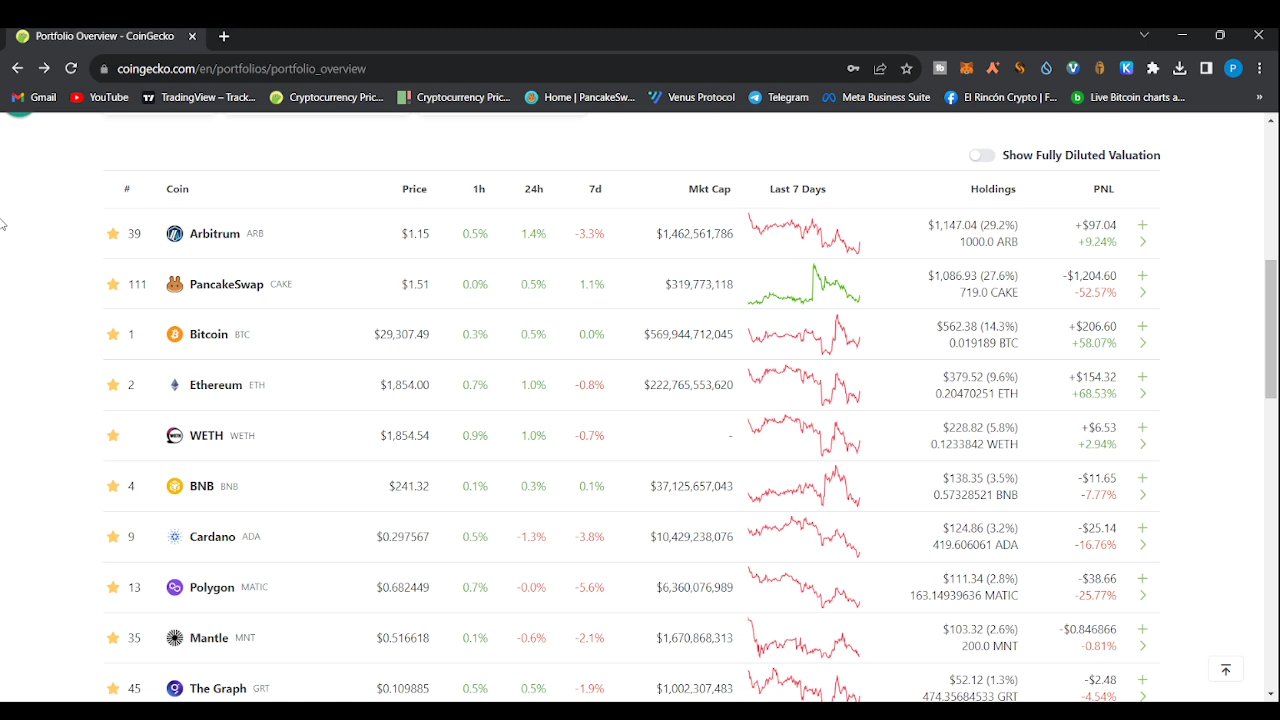 Portfolio Overview - CoinGecko
coingecko.com/en/portfolios/portfolio_overview
Gmail YouTube TradingView – Track... Cryptocurrency Pric... Cryptocurrency Pric... Home | PancakeSw... Venus Protocol Telegram Meta Business Suite El Rincón Crypto | F... Live Bitcoin charts a... »
Show Fully Diluted Valuation
# Coin Price 1h 24h 7d Mkt Cap Last 7 Days Holdings PNL
39 Arbitrum ARB $1.15 0.5% 1.4% -3.3% $1,462,561,786 $1,147.04 (29.2%) +$97.04 +
1000.0 ARB +9.24%
111 PancakeSwap CAKE $1.51 0.0% 0.5% 1.1% $319,773,118 $1,086.93 (27.6%) -$1,204.60 +
719.0 CAKE -52.57%
1 Bitcoin BTC $29,307.49 0.3% 0.5% 0.0% $569,944,712,045 $562.38 (14.3%) +$206.60 +
0.019189 BTC +58.07%
2 Ethereum ETH $1,854.00 0.7% 1.0% -0.8% $222,765,553,620 $379.52 (9.6%) +$154.32 +
0.20470251 ETH +68.53%
WETH WETH $1,854.54 0.9% 1.0% -0.7% - $228.82 (5.8%) +$6.53 +
0.1233842 WETH +2.94%
4 BNB BNB $241.32 0.1% 0.3% 0.1% $37,125,657,043 $138.35 (3.5%) -$11.65 +
0.57328521 BNB -7.77%
9 Cardano ADA $0.297567 0.5% -1.3% -3.8% $10,429,238,076 $124.86 (3.2%) -$25.14 +
419.606061 ADA -16.76%
13 Polygon MATIC $0.682449 0.7% -0.0% -5.6% $6,360,076,989 $111.34 (2.8%) -$38.66 +
163.14939636 MATIC -25.77%
35 Mantle MNT $0.516618 0.1% -0.6% -2.1% $1,670,868,313 $103.32 (2.6%) -$0.846866 +
200.0 MNT -0.81%
45 The Graph GRT $0.109885 0.5% 0.5% -1.9% $1,002,307,483 $52.12 (1.3%) -$2.48 +
474.35684533 GRT -4.54%